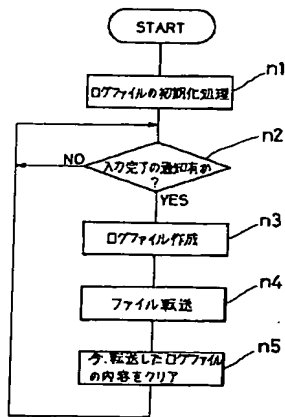 START
ログファイルの初期化処理
n1
入力完了の通知有か
?
n2
NO
YES
ログファイル作成
n3
ファイル転送
n4
今、転送したログファイル
の内容をクリア
n5